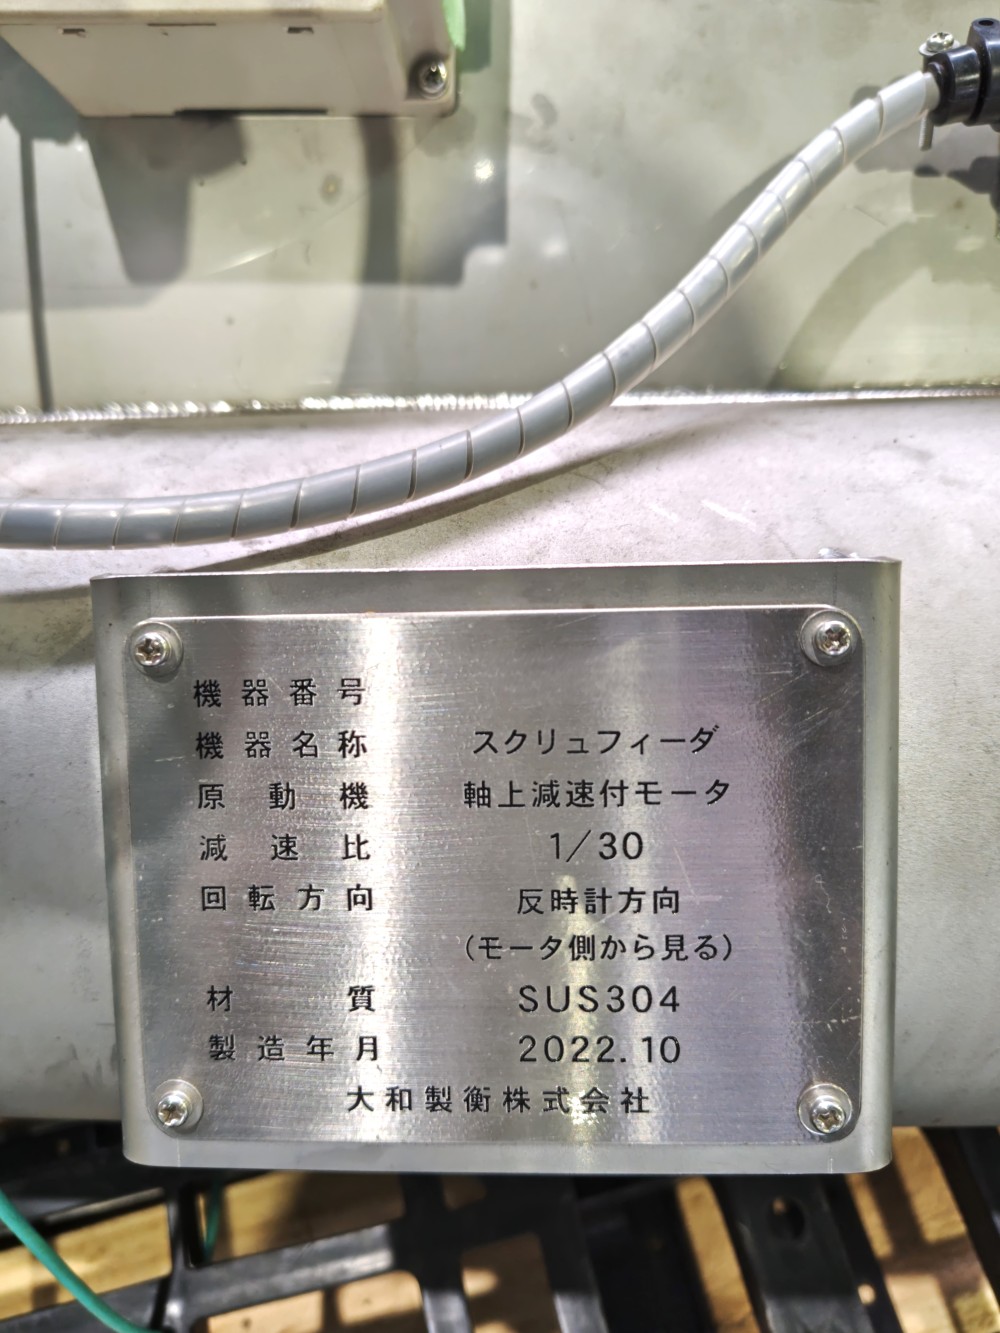 機器番号
機器名称 スクリュフィーダ
原動機 軸上減速付モータ
減速比 1/30
回転方向 反時計方向
(モータ側から見る)
材質 SUS304
製造年月 2022.10
大和製衡株式会社